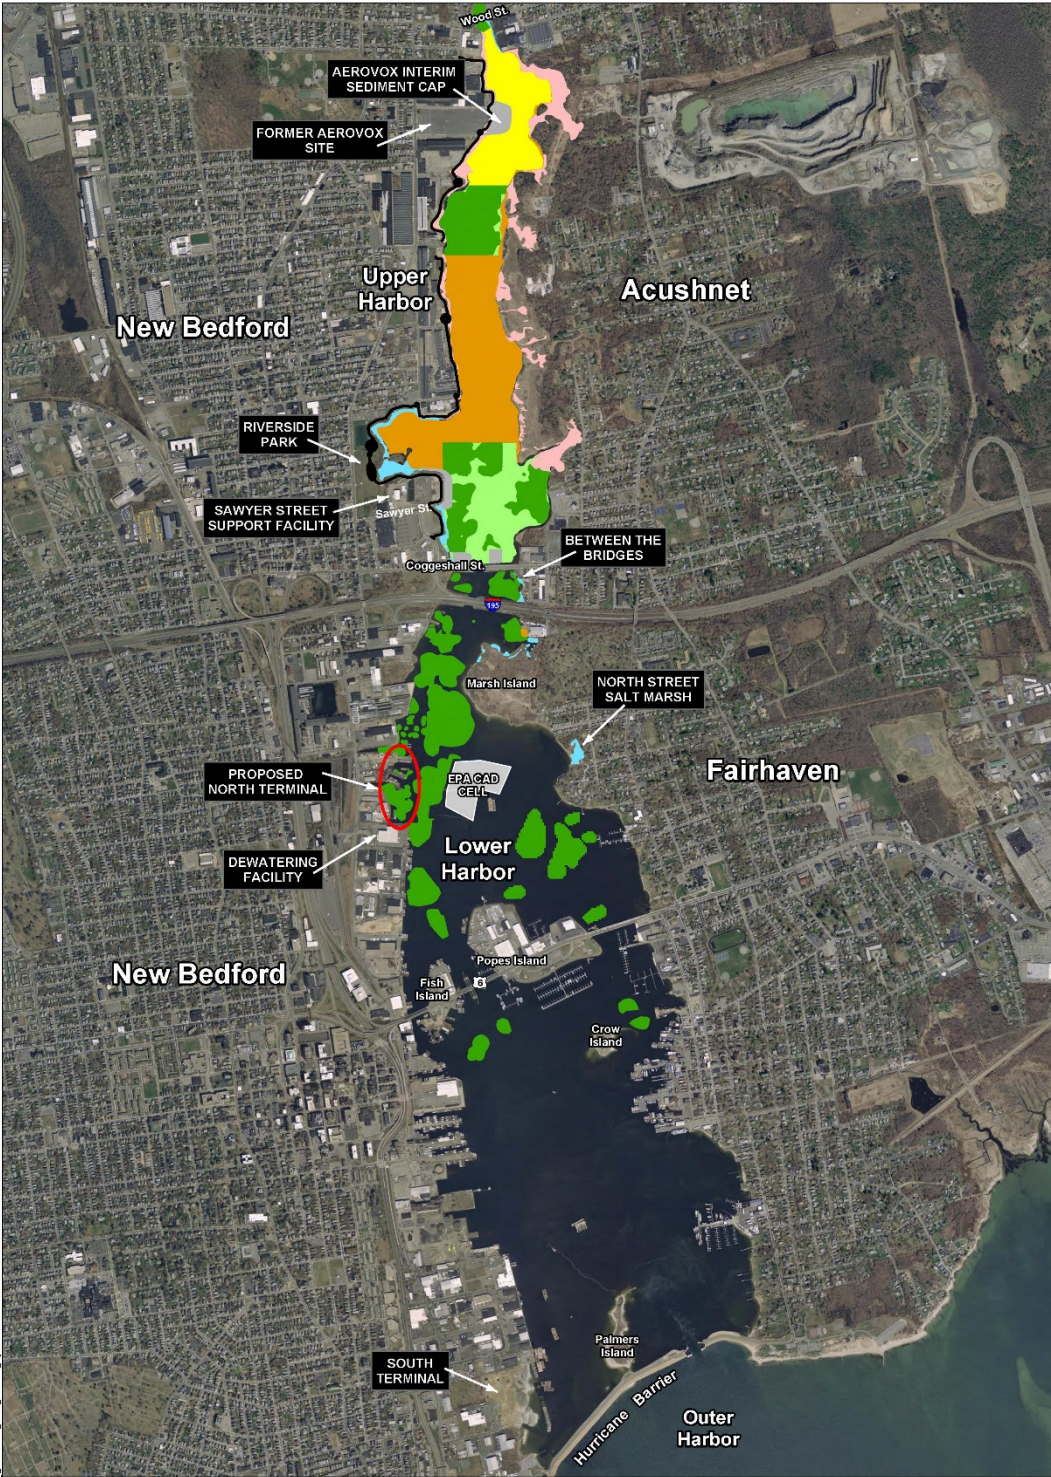 Wood St.
AEROVOX INTERIM
SEDIMENT CAP
FORMER AEROVOX
SITE
Upper
Harbor
Acushnet
New Bedford
RIVERSIDE
PARK
SAWYER STREET
SUPPORT FACILITY
Sawyer St.
BETWEEN THE
BRIDGES
Coggeshall St.
195
Marsh Island
NORTH STREET
SALT MARSH
PROPOSED
NORTH TERMINAL
EPA CAD
CELL
Fairhaven
Lower
Harbor
DEWATERING
FACILITY
Popes Island
New Bedford
Fish
Island
6
Crow
Island
Palmers
Island
SOUTH
TERMINAL
Hurricane Barrier
Outer
Harbor